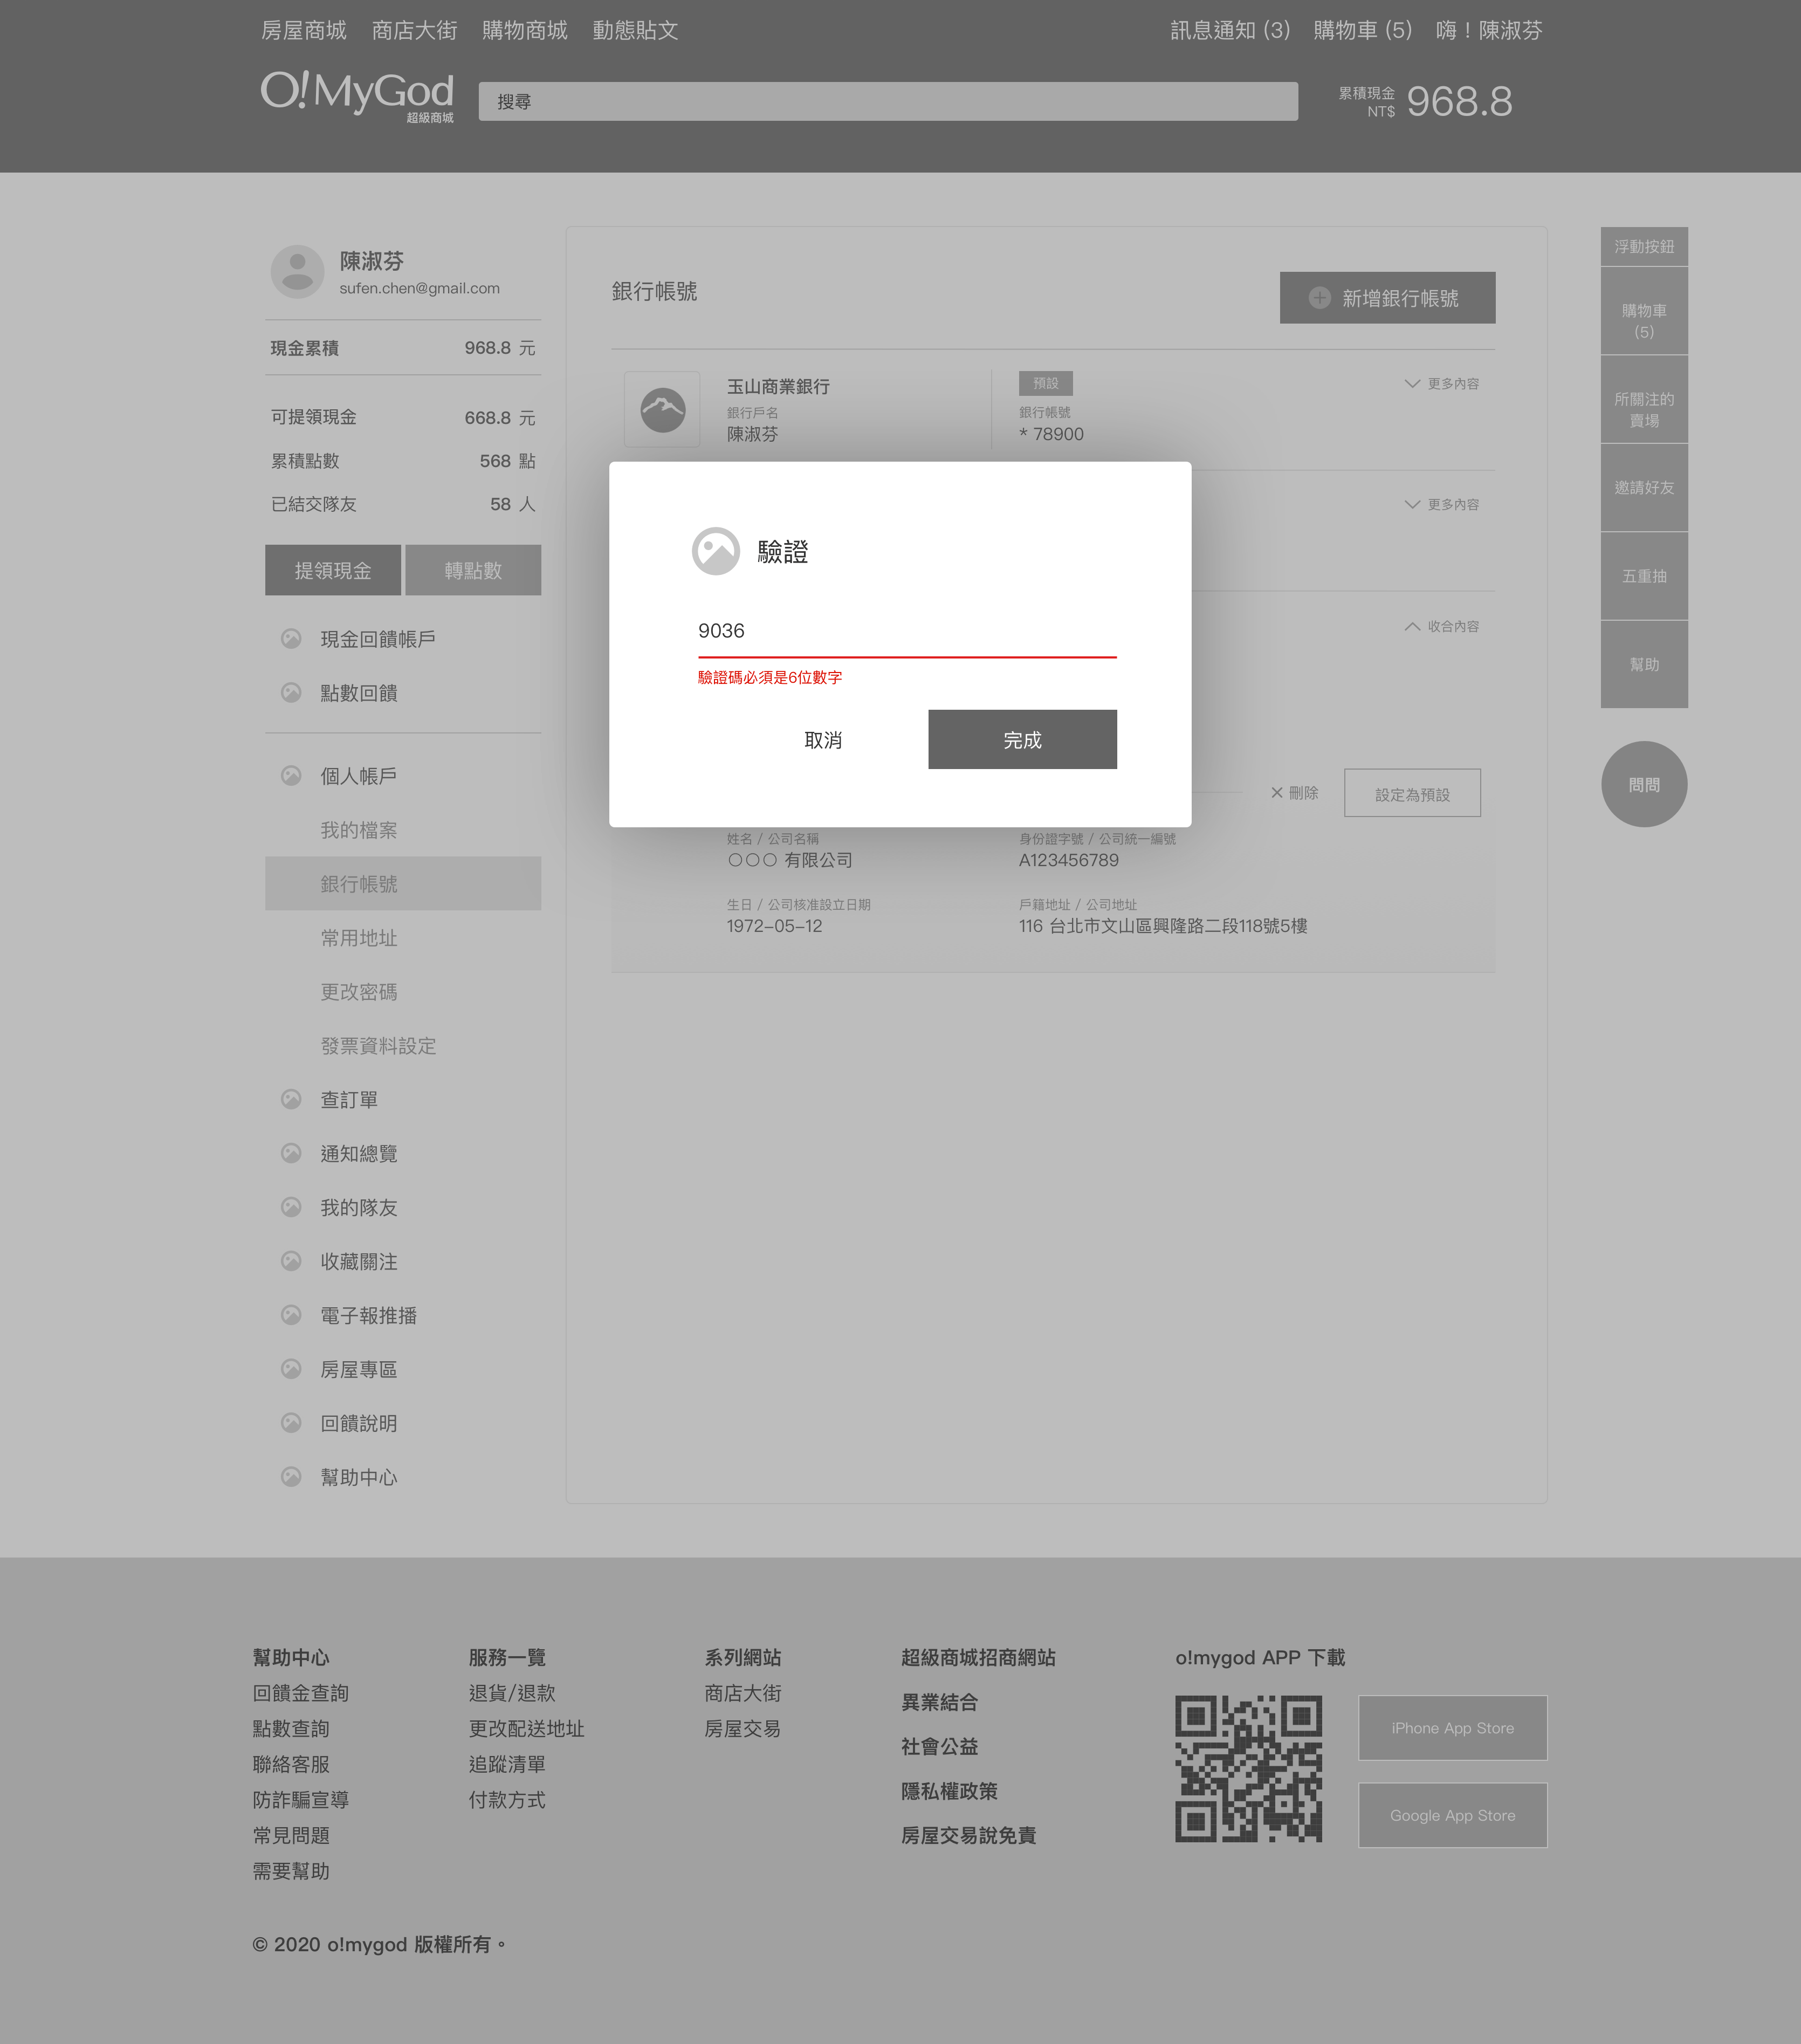 房屋商城 商店大街 購物商城 動態貼文 訊息通知 (3) 購物車 (5) 嗨！陳淑芬
O!MyGod
超級商城
搜尋
累積現金
NT$
968.8
陳淑芬
sufen.chen@gmail.com
現金累積 968.8 元
可提領現金 668.8 元
累積點數 568 點
已結交隊友 58 人
提領現金 轉點數
現金回饋帳戶
點數回饋
個人帳戶
我的檔案
銀行帳號
常用地址
更改密碼
發票資料設定
查訂單
通知總覽
我的隊友
收藏關注
電子報推播
房屋專區
回饋說明
幫助中心
銀行帳號
新增銀行帳號
玉山商業銀行
銀行戶名
陳淑芬
預設
銀行帳號
* 78900
更多內容
更多內容
收合內容
驗證
9036
驗證碼必須是6位數字
取消 完成
刪除 設定為預設
姓名 / 公司名稱
○○○ 有限公司
身份證字號 / 公司統一編號
A123456789
生日 / 公司核准設立日期
1972-05-12
戶籍地址 / 公司地址
116 台北市文山區興隆路二段118號5樓
浮動按鈕
購物車
(5)
所關注的
賣場
邀請好友
五重抽
幫助
問問
幫助中心
回饋金查詢
點數查詢
聯絡客服
防詐騙宣導
常見問題
需要幫助
服務一覽
退貨/退款
更改配送地址
追蹤清單
付款方式
系列網站
商店大街
房屋交易
超級商城招商網站
異業結合
社會公益
隱私權政策
房屋交易說免責
o!mygod APP 下載
iPhone App Store
Google App Store
© 2020 o!mygod 版權所有。